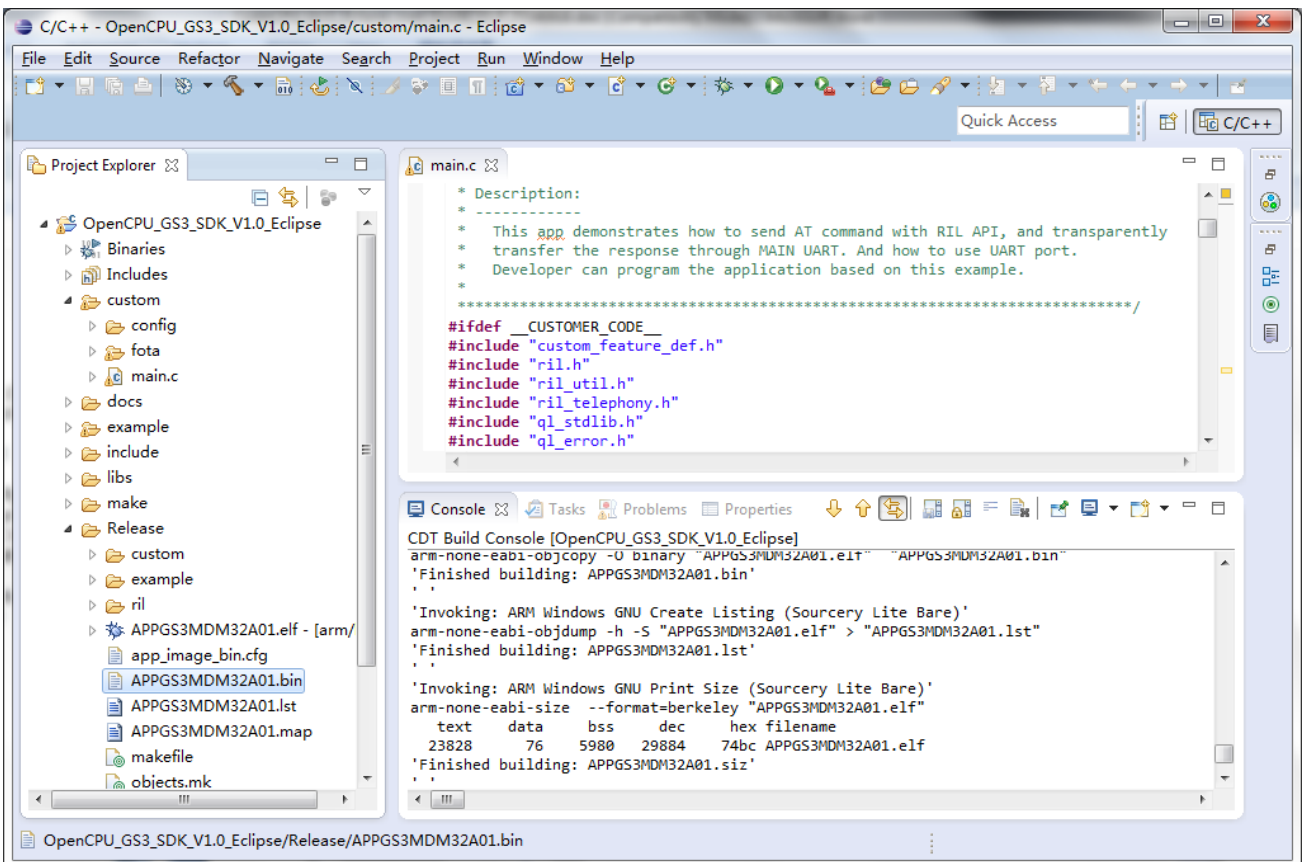 C/C++ - OpenCPU_GS3_SDK_V1.0_Eclipse/custom/main.c - Eclipse
File Edit Source Refactor Navigate Search Project Run Window Help
Quick Access
C/C++
Project Explorer
OpenCPU_GS3_SDK_V1.0_Eclipse
Binaries
Includes
custom
config
fota
main.c
docs
example
include
libs
make
Release
custom
example
ril
APPGS3MDM32A01.elf - [arm/
app_image_bin.cfg
APPGS3MDM32A01.bin
APPGS3MDM32A01.lst
APPGS3MDM32A01.map
makefile
objects.mk
main.c
* Description:
* ------------
*   This app demonstrates how to send AT command with RIL API, and transparently
*   transfer the response through MAIN UART. And how to use UART port.
*   Developer can program the application based on this example.
*
****************************************************************************/
#ifdef __CUSTOMER_CODE__
#include "custom_feature_def.h"
#include "ril.h"
#include "ril_util.h"
#include "ril_telephony.h"
#include "ql_stdlib.h"
#include "ql_error.h"
Console Tasks Problems Properties
CDT Build Console [OpenCPU_GS3_SDK_V1.0_Eclipse]
arm-none-eabi-objcopy -O binary "APPGS3MDM32A01.elf"  "APPGS3MDM32A01.bin"
'Finished building: APPGS3MDM32A01.bin'
' '
'Invoking: ARM Windows GNU Create Listing (Sourcery Lite Bare)'
arm-none-eabi-objdump -h -S "APPGS3MDM32A01.elf" > "APPGS3MDM32A01.lst"
'Finished building: APPGS3MDM32A01.lst'
' '
'Invoking: ARM Windows GNU Print Size (Sourcery Lite Bare)'
arm-none-eabi-size  --format=berkeley "APPGS3MDM32A01.elf"
text data bss dec hex filename
23828 76 5980 29884 74bc APPGS3MDM32A01.elf
'Finished building: APPGS3MDM32A01.siz'
' '
OpenCPU_GS3_SDK_V1.0_Eclipse/Release/APPGS3MDM32A01.bin